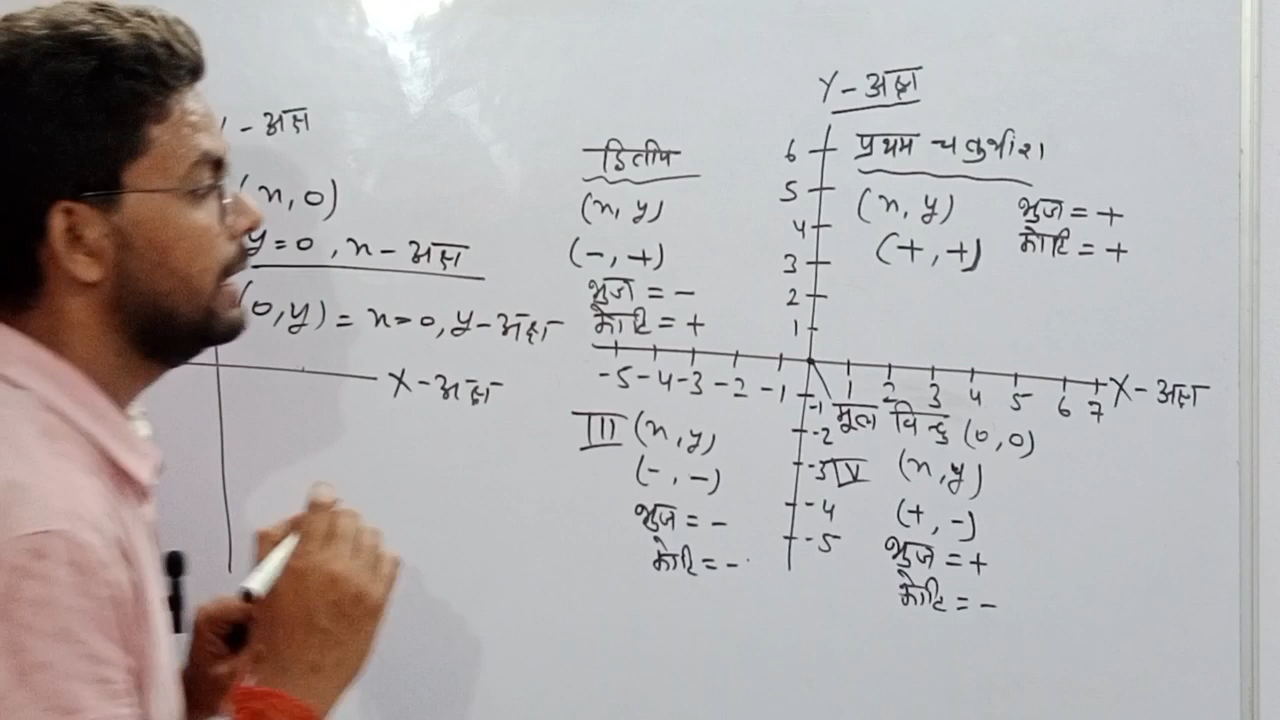 - अक्ष
(x, 0)
y=0, x-अक्ष
(0, y) = x=0, y-अक्ष
X-अक्ष
Y-अक्ष
6
5
4
3
2
1
-5 -4 -3 -2 -1 1 2 3 4 5 6 7 X-अक्ष
-1
-2
-3
-4
-5
द्वितीय
(x, y)
(-, +)
भुज = -
कोटि = +
प्रथम चतुर्थांश
(x, y) भुज = +
(+, +) कोटि = +
III (x, y)
(-, -)
भुज = -
कोटि = -
मूल बिन्दु (0, 0)
IV (x, y)
(+, -)
भुज = +
कोटि = -